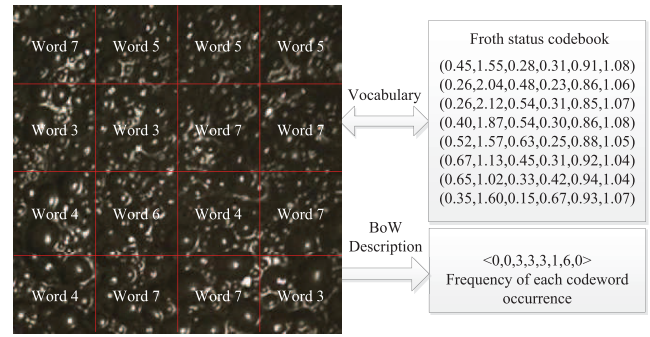 Word 7 Word 5 Word 5 Word 5
Word 3 Word 3 Word 7 Word 7
Word 4 Word 6 Word 4 Word 7
Word 4 Word 7 Word 7 Word 3
Vocabulary
BoW
Description
Froth status codebook
(0.45,1.55,0.28,0.31,0.91,1.08)
(0.26,2.04,0.48,0.23,0.86,1.06)
(0.26,2.12,0.54,0.31,0.85,1.07)
(0.40,1.87,0.54,0.30,0.86,1.08)
(0.52,1.57,0.63,0.25,0.88,1.05)
(0.67,1.13,0.45,0.31,0.92,1.04)
(0.65,1.02,0.33,0.42,0.94,1.04)
(0.35,1.60,0.15,0.67,0.93,1.07)
<0,0,3,3,3,1,6,0>
Frequency of each codeword
occurrence